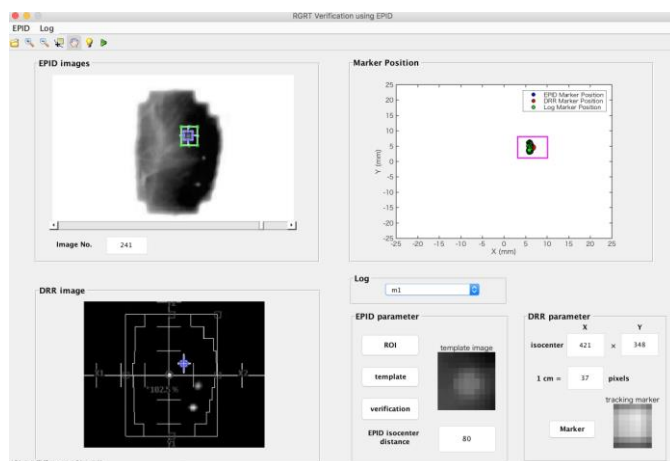 RGRT Verification using EPID
EPID Log
EPID images
Image No. 241
Marker Position
EPID Marker Position
DRR Marker Position
Log Marker Position
Y (mm)
25
20
15
10
5
0
-5
-10
-15
-20
-25
-25 -20 -15 -10 -5 0 5 10 15 20 25
X (mm)
DRR image
X1 X2
Y1
Log
m1
EPID parameter
ROI
template
verification
template image
EPID isocenter
distance
80
DRR parameter
X Y
isocenter 421 × 348
1 cm = 37 pixels
tracking marker
Marker